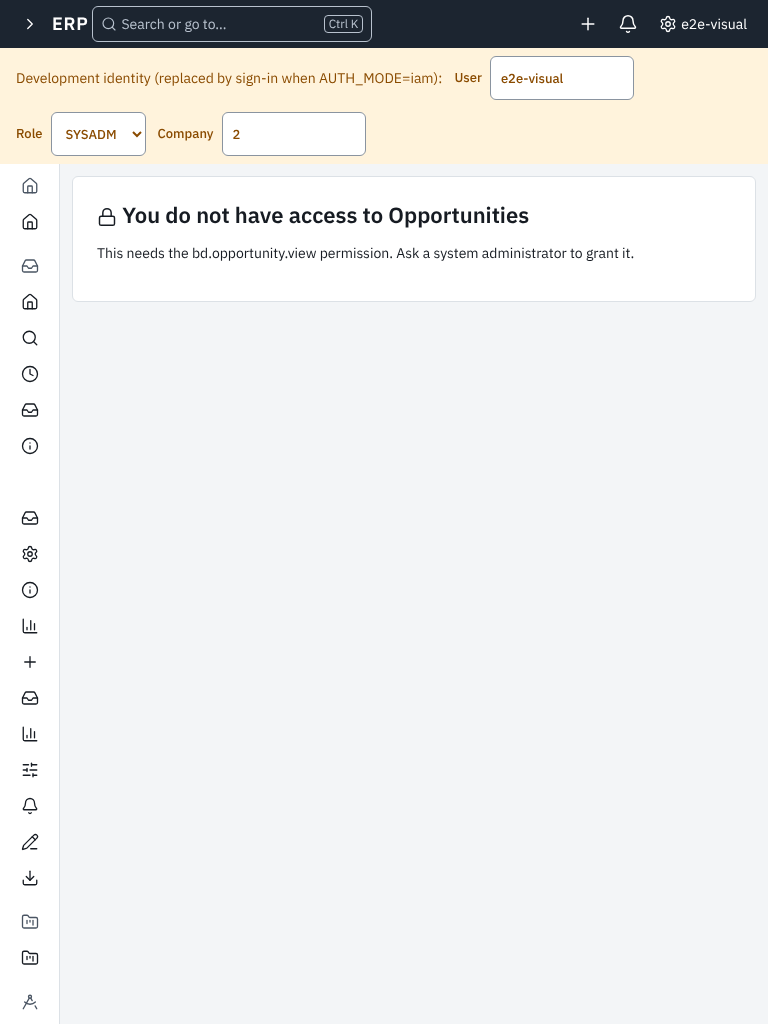 ERP
Search or go to...
Ctrl K
e2e-visual
Development identity (replaced by sign-in when AUTH_MODE=iam):
User
e2e-visual
Role
SYSADM
Company
2
You do not have access to Opportunities
This needs the bd.opportunity.view permission. Ask a system administrator to grant it.